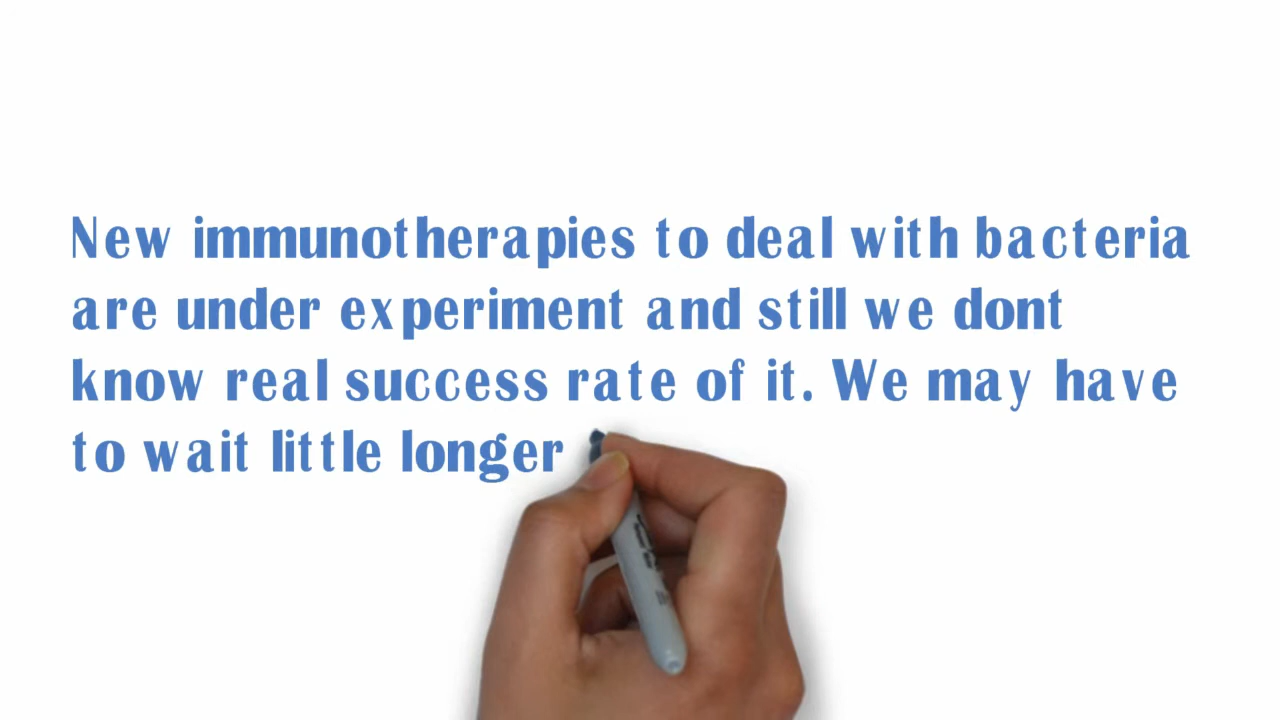 New immunotherapies to deal with bacteria
are under experiment and still we dont
know real success rate of it. We may have
to wait little longer